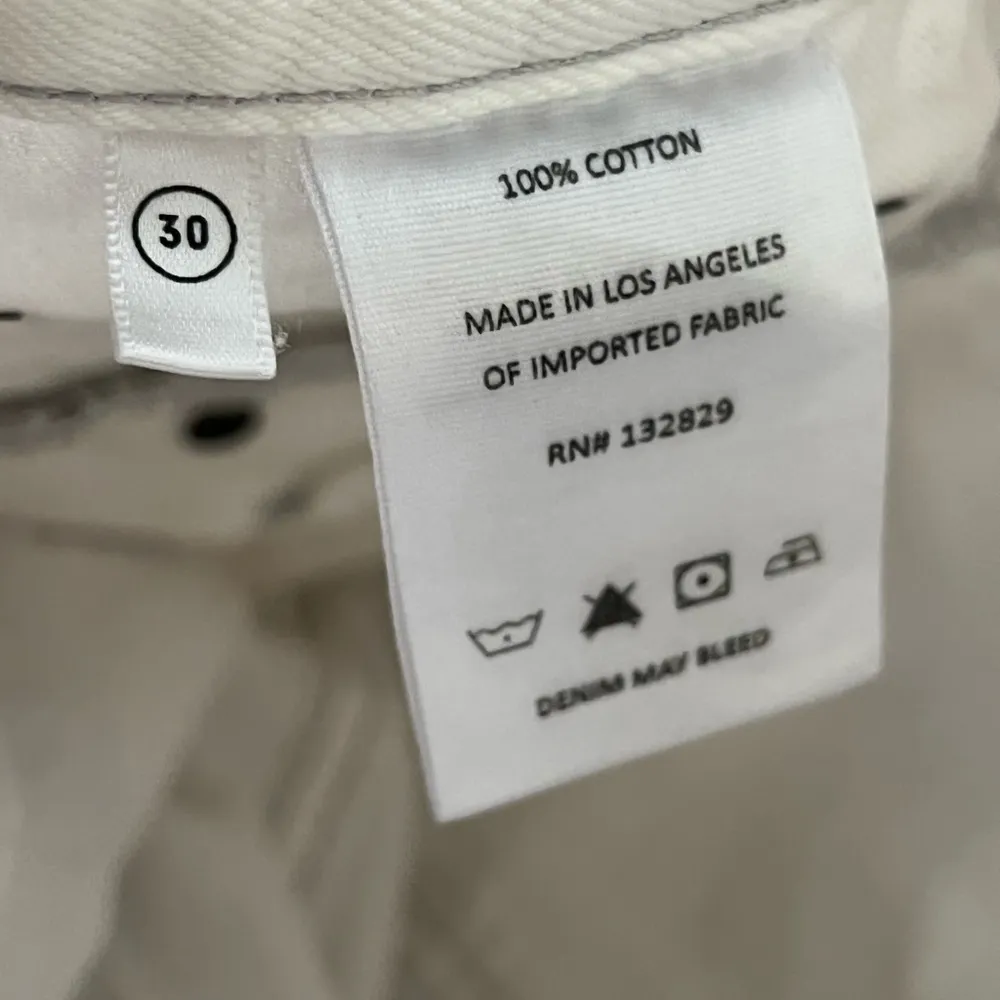 30
100% COTTON
MADE IN LOS ANGELES
OF IMPORTED FABRIC
RN# 132829
DENIM MAY BLEED